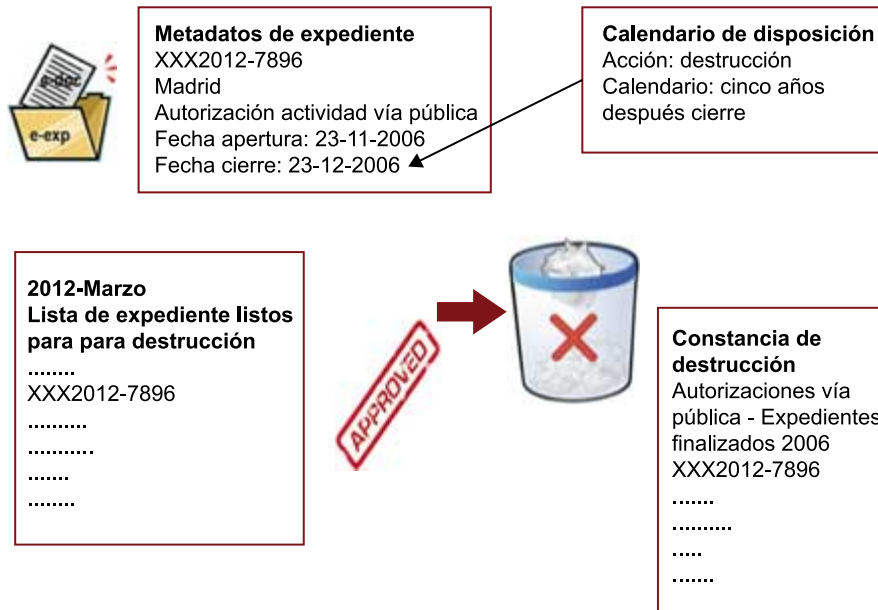 e-doc
e-exp
Metadatos de expediente
XXX2012-7896
Madrid
Autorización actividad vía pública
Fecha apertura: 23-11-2006
Fecha cierre: 23-12-2006
Calendario de disposición
Acción: destrucción
Calendario: cinco años
después cierre
2012-Marzo
Lista de expediente listos
para para destrucción
........
XXX2012-7896
..........
...........
.......
........
APPROVED
Constancia de
destrucción
Autorizaciones vía
pública - Expedientes
finalizados 2006
XXX2012-7896
.......
..........
.....
.......